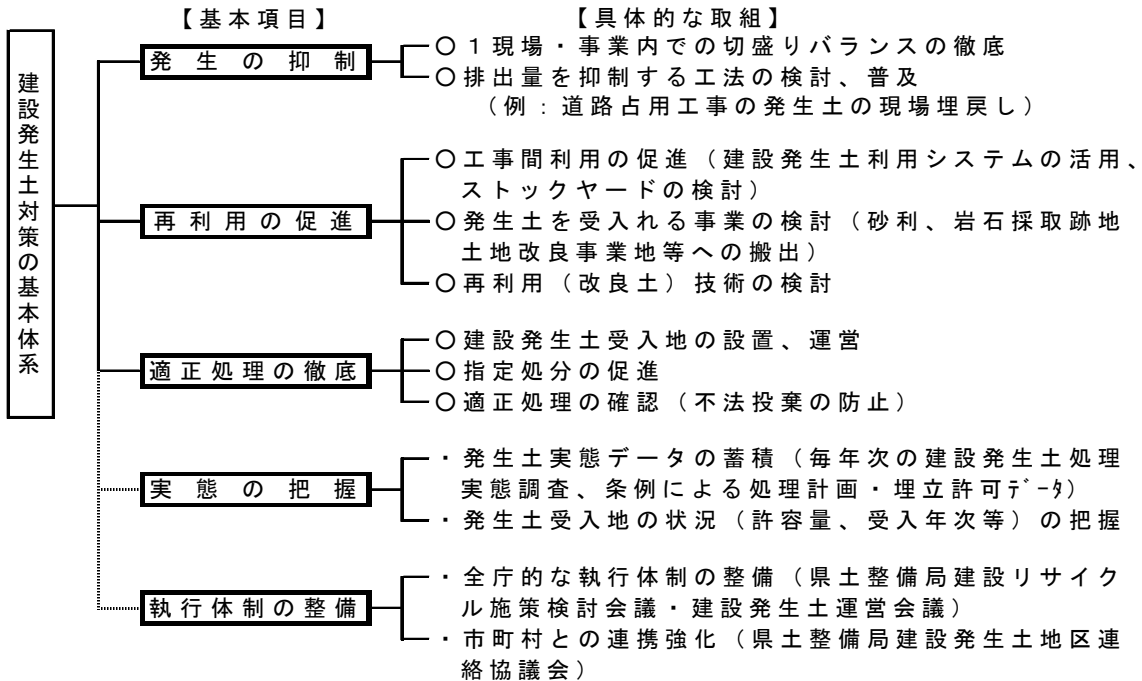 【基本項目】 【具体的な取組】
建設発生土対策の基本体系
発生の抑制
○１現場・事業内での切盛りバランスの徹底
○排出量を抑制する工法の検討、普及
（例：道路占用工事の発生土の現場埋戻し）
再利用の促進
○工事間利用の促進（建設発生土利用システムの活用、
ストックヤードの検討）
○発生土を受入れる事業の検討（砂利、岩石採取跡地
土地改良事業地等への搬出）
○再利用（改良土）技術の検討
適正処理の徹底
○建設発生土受入地の設置、運営
○指定処分の促進
○適正処理の確認（不法投棄の防止）
実態の把握
・発生土実態データの蓄積（毎年次の建設発生土処理
実態調査、条例による処理計画・埋立許可ﾃﾞｰﾀ）
・発生土受入地の状況（許容量、受入年次等）の把握
執行体制の整備
・全庁的な執行体制の整備（県土整備局建設リサイク
ル施策検討会議・建設発生土運営会議）
・市町村との連携強化（県土整備局建設発生土地区連
絡協議会）